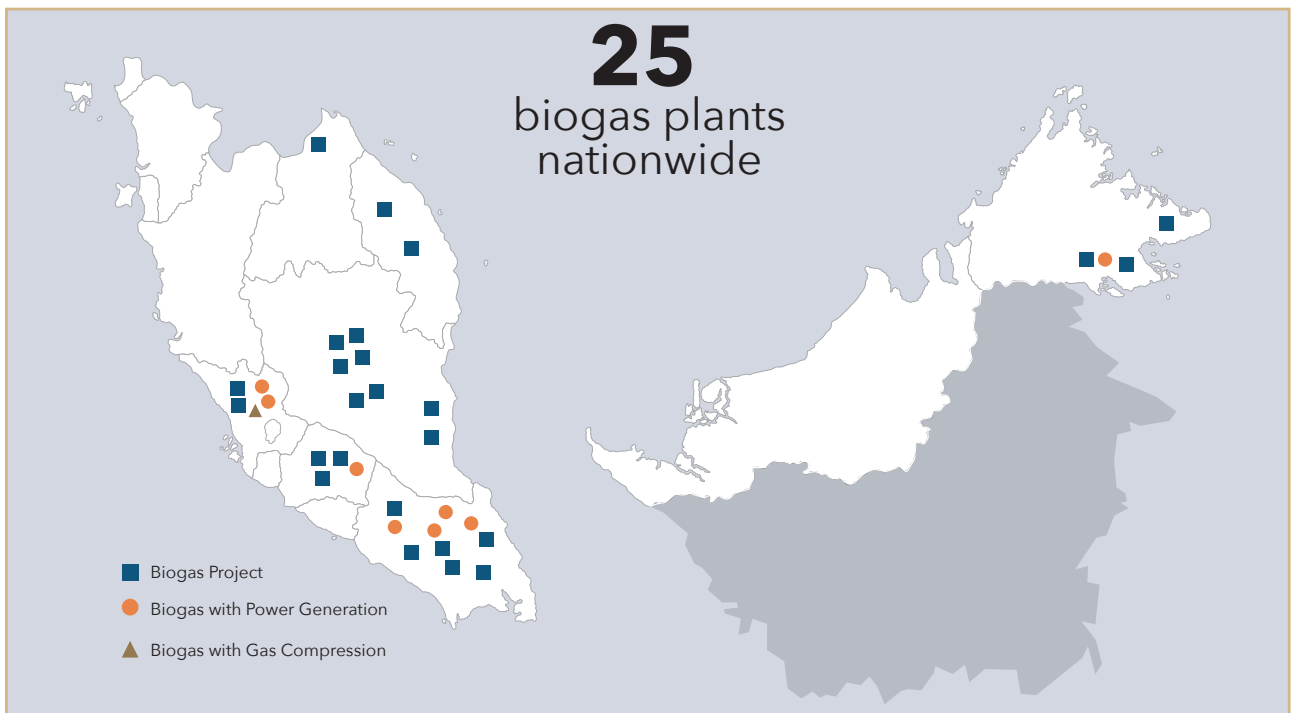 25
biogas plants
nationwide
Biogas Project
Biogas with Power Generation
Biogas with Gas Compression